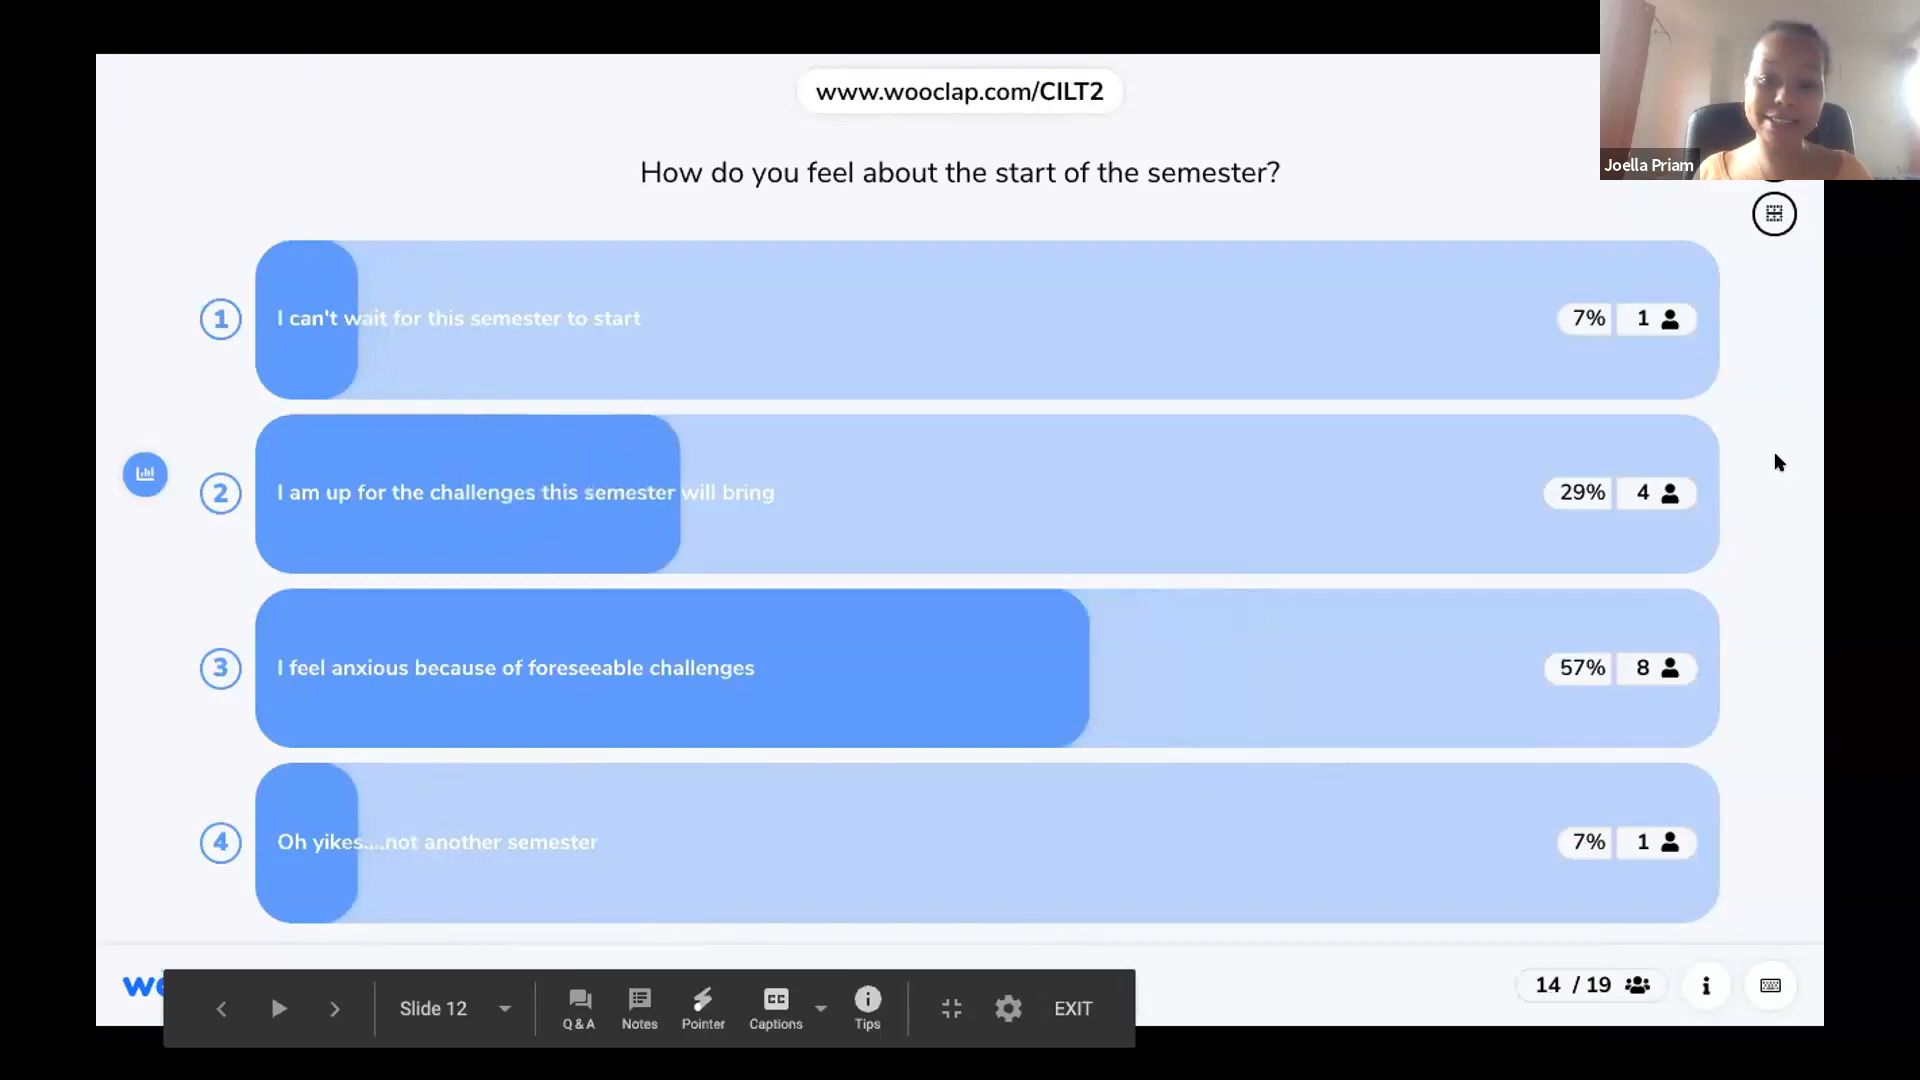 www.wooclap.com/CILT2
Joella Priam
How do you feel about the start of the semester?
1
I can't wait for this semester to start
7% 1
2
I am up for the challenges this semester will bring
29% 4
3
I feel anxious because of foreseeable challenges
57% 8
4
Oh yikes....not another semester
7% 1
14 / 19
Slide 12
Q & A
Notes
Pointer
CC
Captions
Tips
EXIT